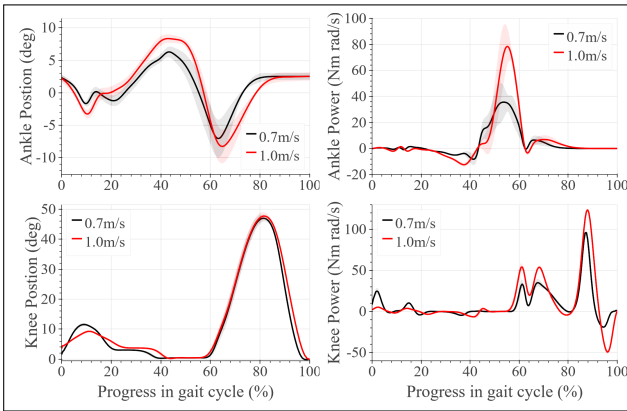 Ankle Postion (deg)
10
5
0
-5
-10
0 20 40 60 80 100
0.7m/s
1.0m/s
Ankle Power (Nm rad/s)
100
80
60
40
20
0
-20
0 20 40 60 80 100
0.7m/s
1.0m/s
Knee Postion (deg)
50
40
30
20
10
0
0 20 40 60 80 100
0.7m/s
1.0m/s
Progress in gait cycle (%)
Knee Power (Nm rad/s)
100
50
0
-50
0 20 40 60 80 100
0.7m/s
1.0m/s
Progress in gait cycle (%)